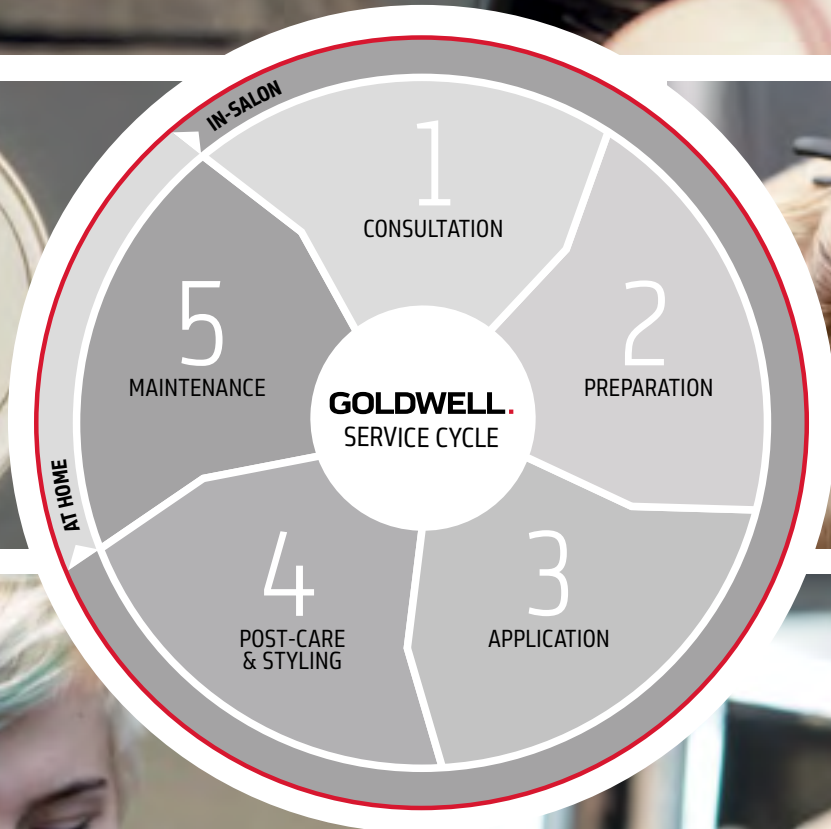 IN-SALON
1
CONSULTATION
2
PREPARATION
3
APPLICATION
4
POST-CARE
& STYLING
5
MAINTENANCE
AT HOME
GOLDWELL.
SERVICE CYCLE